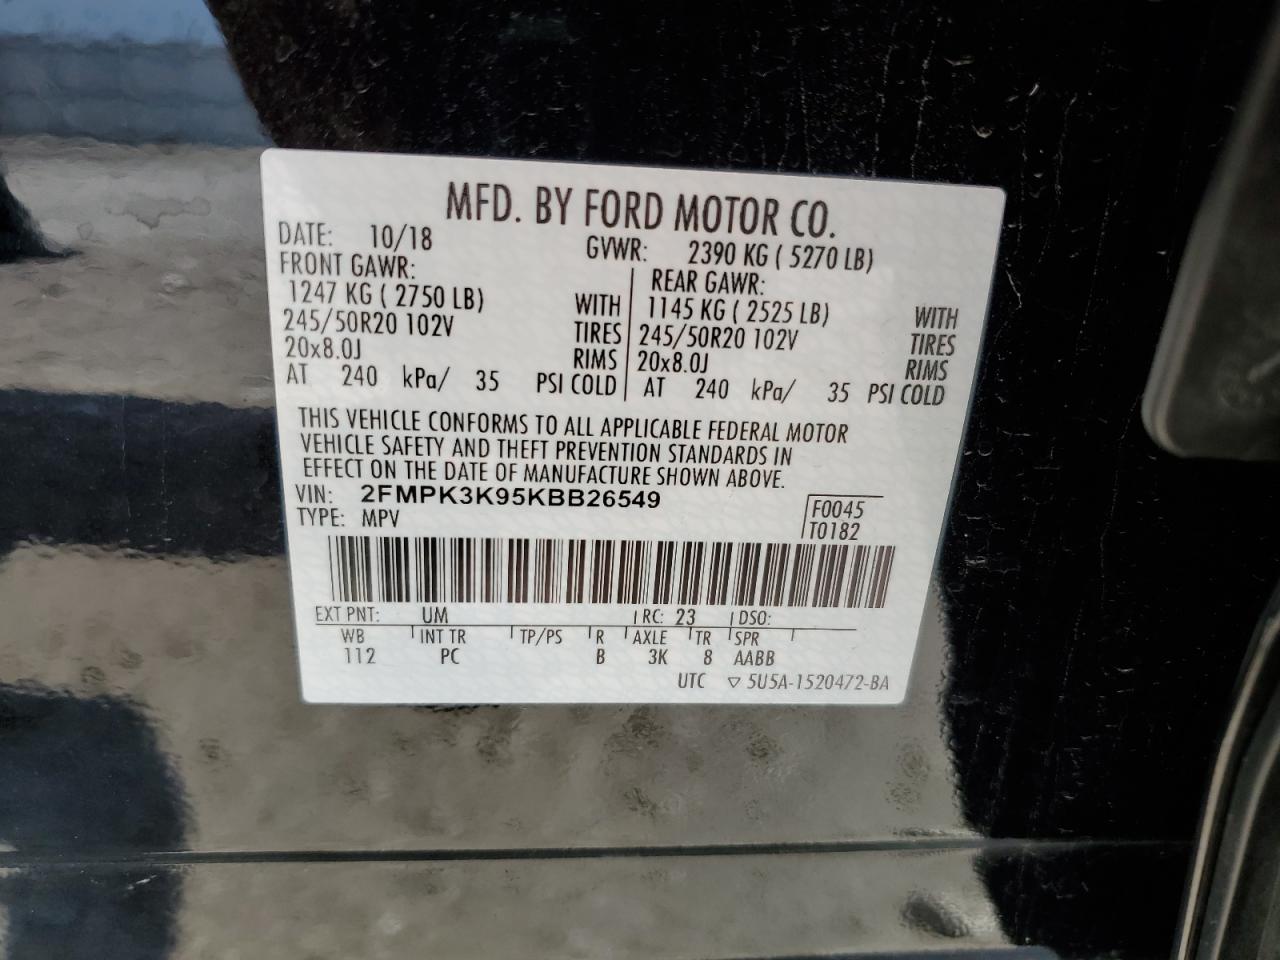 MFD. BY FORD MOTOR CO.
DATE: 10/18 GVWR: 2390 KG ( 5270 LB)
FRONT GAWR: REAR GAWR:
1247 KG ( 2750 LB) WITH 1145 KG ( 2525 LB) WITH
245/50R20 102V TIRES 245/50R20 102V TIRES
20x8.0J RIMS 20x8.0J RIMS
AT 240 kPa/ 35 PSI COLD AT 240 kPa/ 35 PSI COLD
THIS VEHICLE CONFORMS TO ALL APPLICABLE FEDERAL MOTOR
VEHICLE SAFETY AND THEFT PREVENTION STANDARDS IN
EFFECT ON THE DATE OF MANUFACTURE SHOWN ABOVE.
VIN: 2FMPK3K95KBB26549 F0045
TYPE: MPV T0182
EXT PNT: UM RC: 23 DSO:
WB INT TR TP/PS R AXLE TR SPR
112 PC B 3K 8 AABB
UTC ▽ 5U5A-1520472-BA